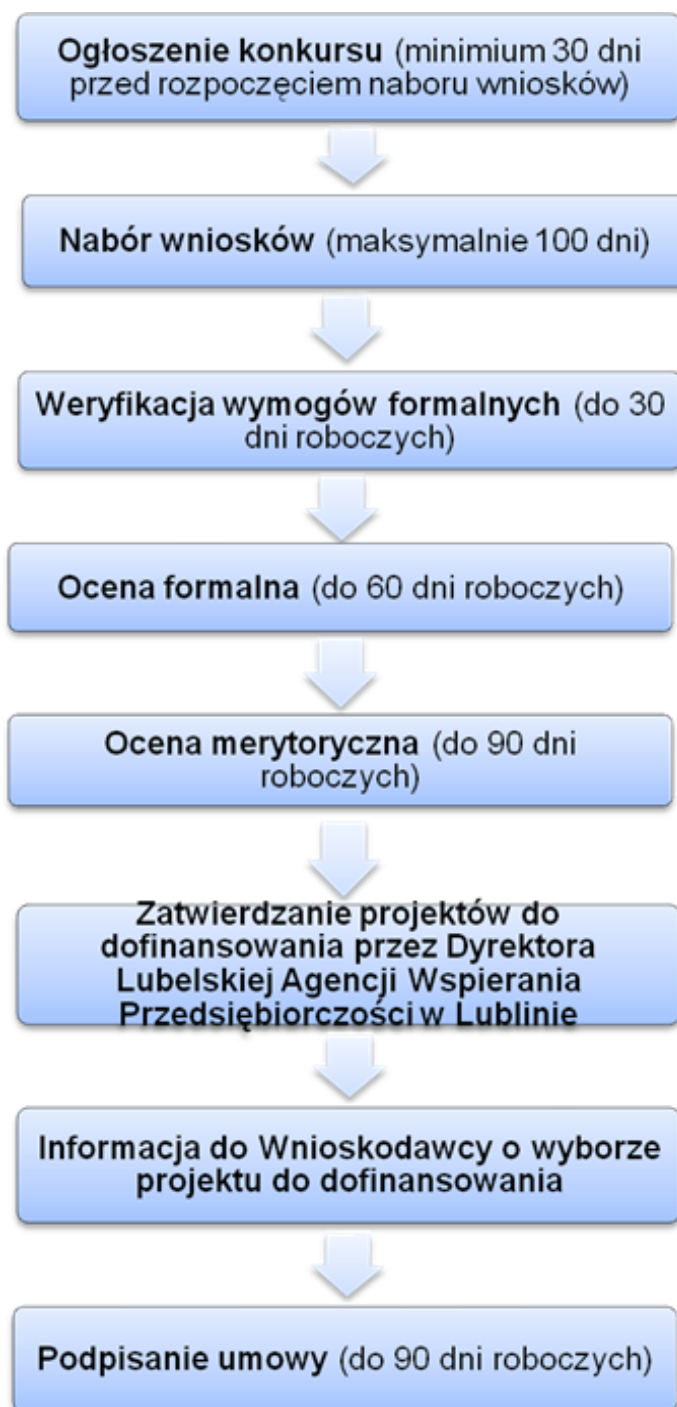 Ogłoszenie konkursu (minimium 30 dni
przed rozpoczęciem naboru wniosków)
Nabór wniosków (maksymalnie 100 dni)
Weryfikacja wymogów formalnych (do 30
dni roboczych)
Ocena formalna (do 60 dni roboczych)
Ocena merytoryczna (do 90 dni
roboczych)
Zatwierdzanie projektów do
dofinansowania przez Dyrektora
Lubelskiej Agencji Wspierania
Przedsiębiorczości w Lublinie
Informacja do Wnioskodawcy o wyborze
projektu do dofinansowania
Podpisanie umowy (do 90 dni roboczych)